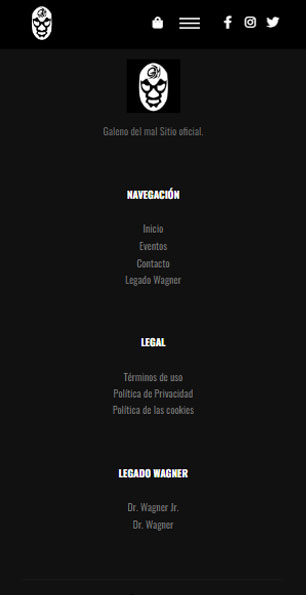 Galeno del mal Sitio oficial.
NAVEGACIÓN
Inicio
Eventos
Contacto
Legado Wagner
LEGAL
Términos de uso
Política de Privacidad
Política de las cookies
LEGADO WAGNER
Dr. Wagner Jr.
Dr. Wagner